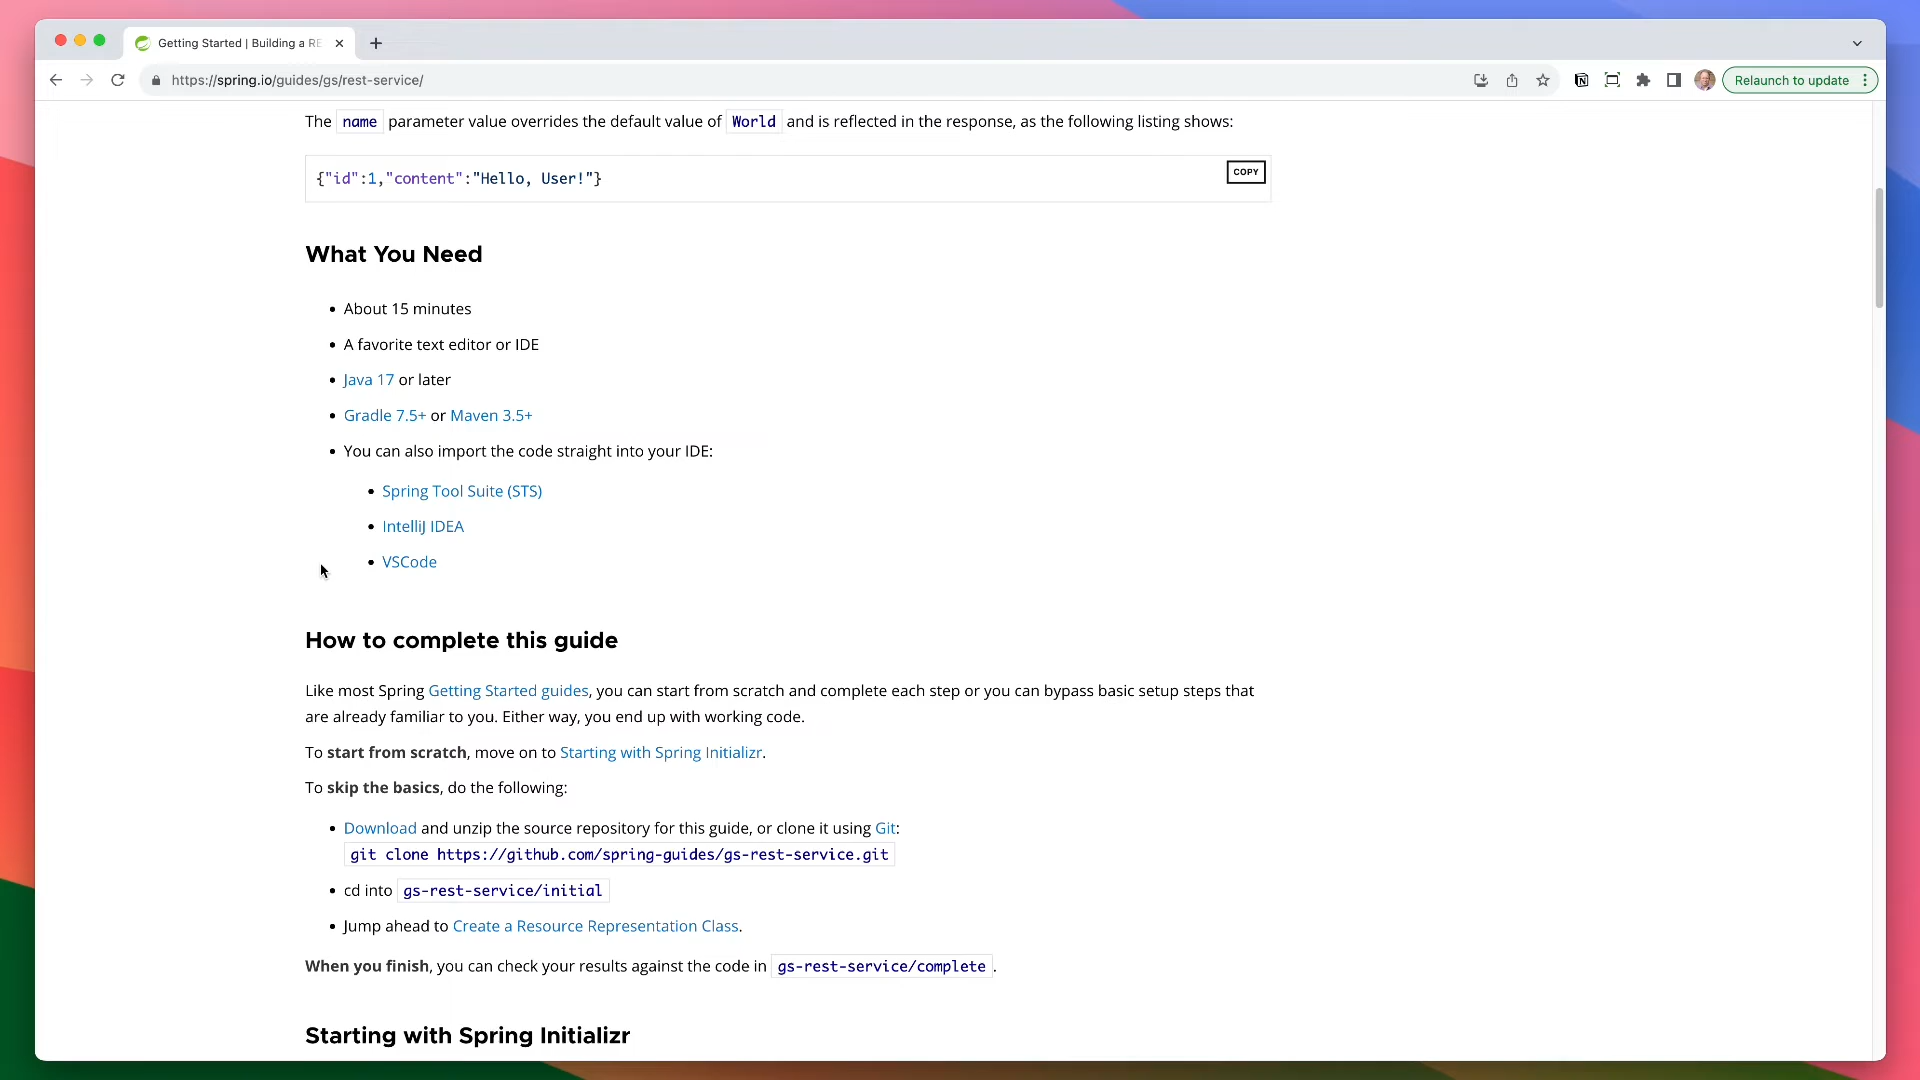 Getting Started | Building a RE
https://spring.io/guides/gs/rest-service/
Relaunch to update
The name parameter value overrides the default value of World and is reflected in the response, as the following listing shows:
{"id":1,"content":"Hello, User!"}
COPY
What You Need
About 15 minutes
A favorite text editor or IDE
Java 17 or later
Gradle 7.5+ or Maven 3.5+
You can also import the code straight into your IDE:
Spring Tool Suite (STS)
IntelliJ IDEA
VSCode
How to complete this guide
Like most Spring Getting Started guides, you can start from scratch and complete each step or you can bypass basic setup steps that
are already familiar to you. Either way, you end up with working code.
To start from scratch, move on to Starting with Spring Initializr.
To skip the basics, do the following:
Download and unzip the source repository for this guide, or clone it using Git:
git clone https://github.com/spring-guides/gs-rest-service.git
cd into gs-rest-service/initial
Jump ahead to Create a Resource Representation Class.
When you finish, you can check your results against the code in gs-rest-service/complete.
Starting with Spring Initializr